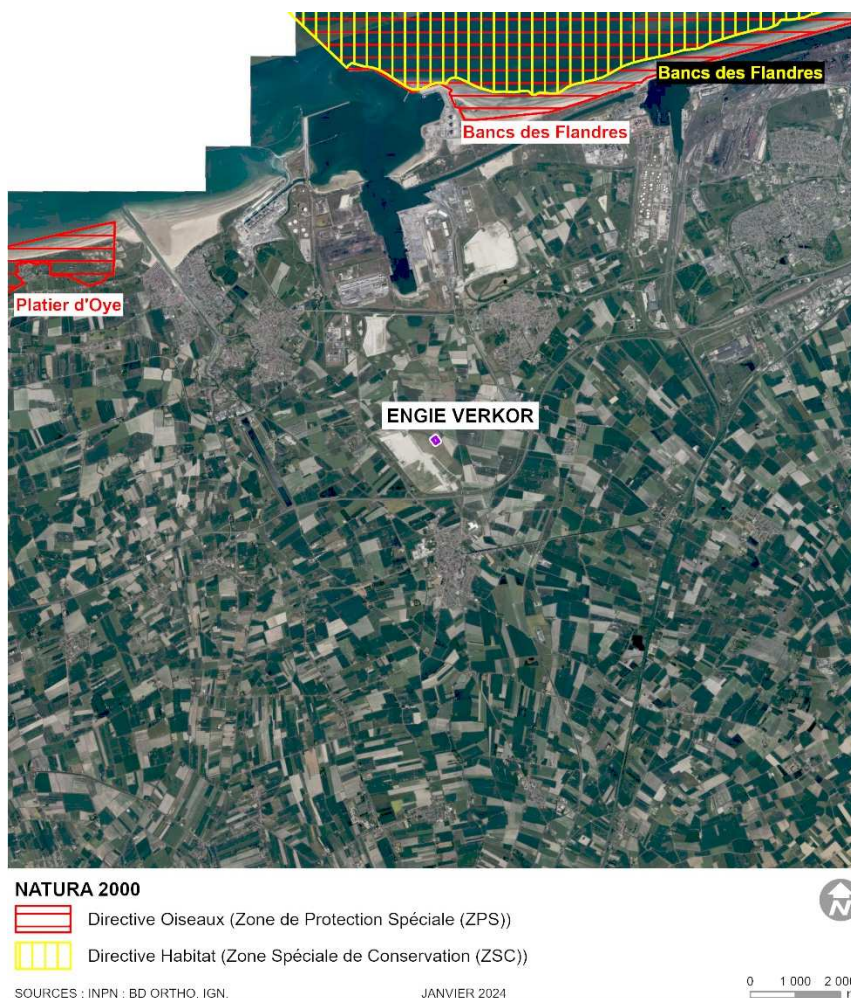 Bancs des Flandres
Bancs des Flandres
Platier d'Oye
ENGIE VERKOR
NATURA 2000
Directive Oiseaux (Zone de Protection Spéciale (ZPS))
Directive Habitat (Zone Spéciale de Conservation (ZSC))
N
SOURCES : INPN ; BD ORTHO, IGN.
JANVIER 2024
0 1 000 2 000